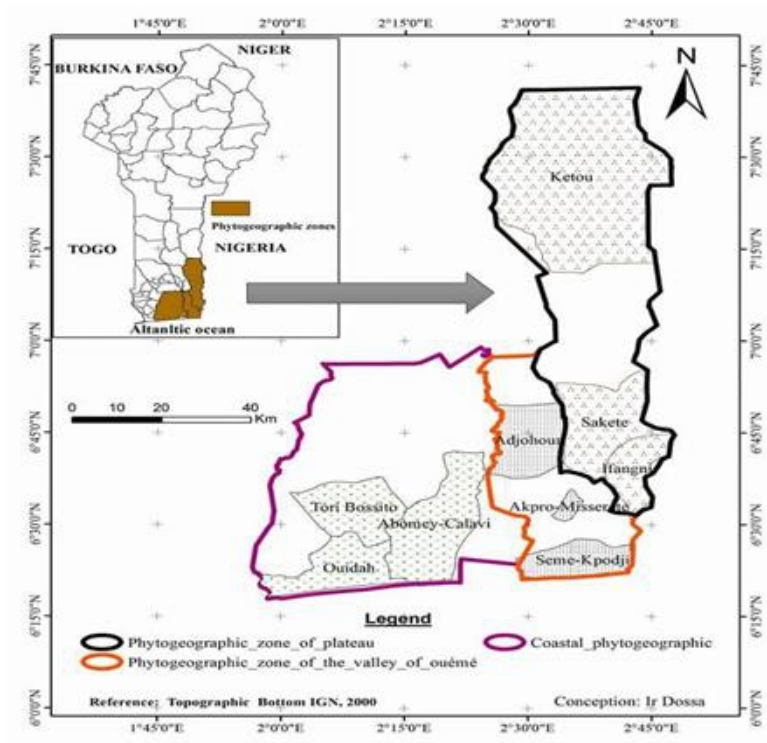 1°45'0"E 2°0'0"E 2°15'0"E 2°30'0"E 2°45'0"E
7°45'0"N
7°30'0"N
7°15'0"N
7°0'0"N
6°45'0"N
6°30'0"N
6°15'0"N
6°0'0"N
NIGER
BURKINA FASO
Phytogeographic zones
TOGO
NIGERIA
Altanltic ocean
N
0 10 20 40
Km
Ketou
Sakete
Ifangni
Adjohoun
Akpro-Misserete
Tori Bossito
Abomey-Calavi
Ouidah
Seme-Kpodji
Legend
Phytogeographic_zone_of_plateau
Coastal_phytogeographic
Phytogeographic_zone_of_the_valley_of_ouémé
Reference: Topographic Bottom IGN, 2000
Conception: Ir Dossa
7°45'0"N
7°30'0"N
7°15'0"N
7°0'0"N
6°45'0"N
6°30'0"N
6°15'0"N
6°0'0"N
1°45'0"E 2°0'0"E 2°15'0"E 2°30'0"E 2°45'0"E